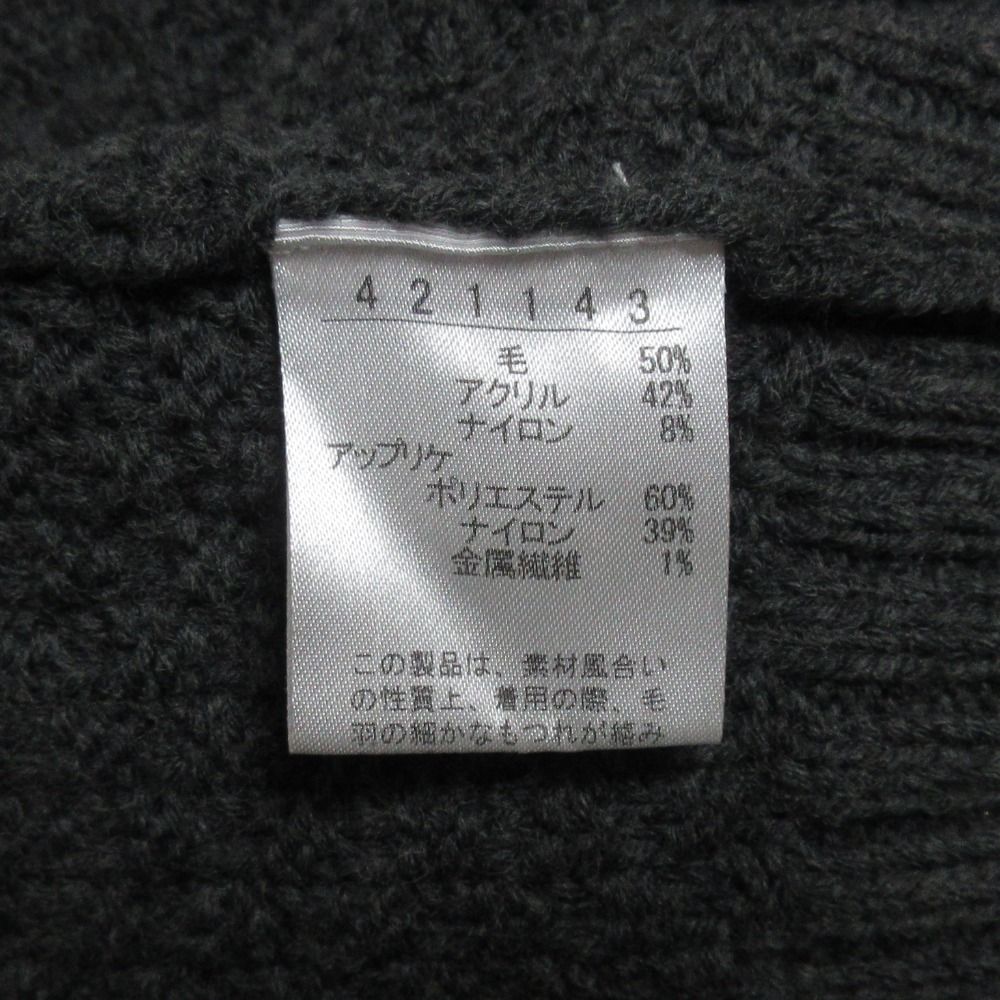 421143
毛 50%
アクリル 42%
ナイロン 8%
アップリケ
ポリエステル 60%
ナイロン 39%
金属繊維 1%
この製品は、素材風合い
の性質上、着用の際、毛
羽の細かなもつれが縮み